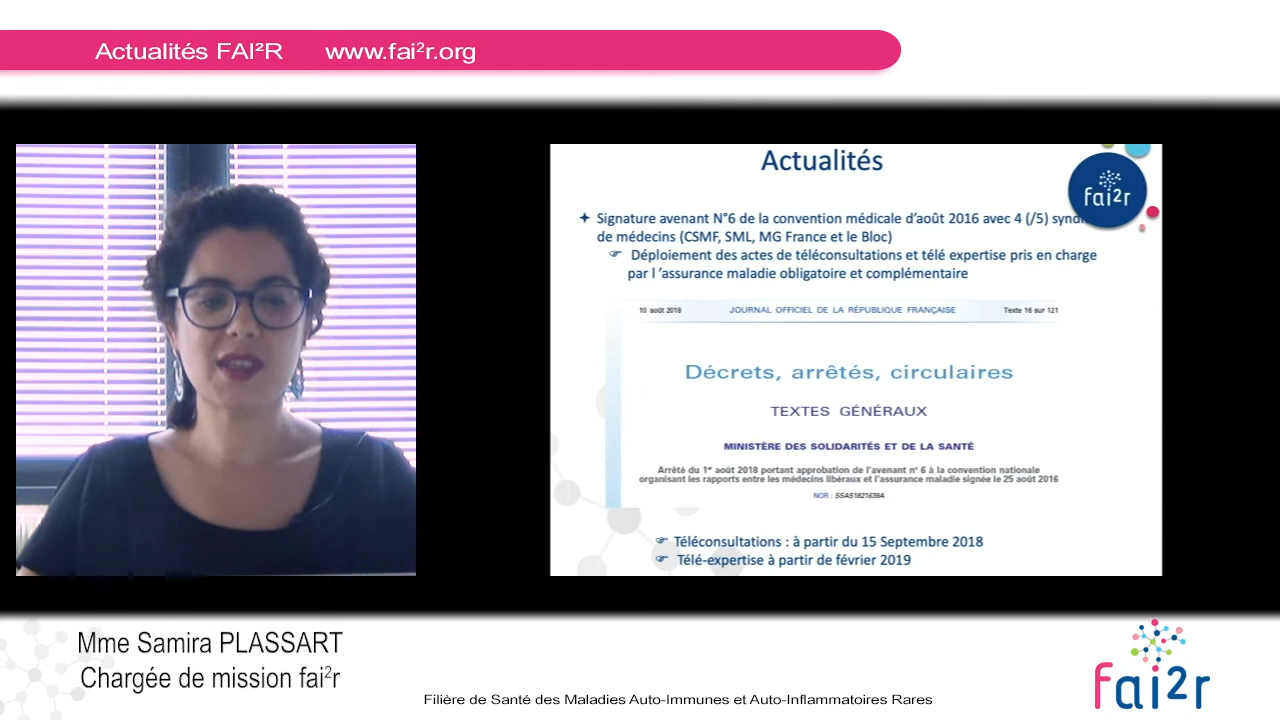 Actualités FAI²R www.fai²r.org
Actualités
fai2r
Signature avenant N°6 de la convention médicale d'août 2016 avec 4 (/5) synd
de médecins (CSMF, SML, MG France et le Bloc)
Déploiement des actes de téléconsultations et télé expertise pris en charge
par l 'assurance maladie obligatoire et complémentaire
10 août 2018 JOURNAL OFFICIEL DE LA RÉPUBLIQUE FRANÇAISE Texte 16 sur 121
Décrets, arrêtés, circulaires
TEXTES GÉNÉRAUX
MINISTÈRE DES SOLIDARITÉS ET DE LA SANTÉ
Arrêté du 1er août 2018 portant approbation de l'avenant n° 6 à la convention nationale
organisant les rapports entre les médecins libéraux et l'assurance maladie signée le 25 août 2016
NOR : SSAS1821639A
Téléconsultations : à partir du 15 Septembre 2018
Télé-expertise à partir de février 2019
Mme Samira PLASSART
Chargée de mission fai²r
Filière de Santé des Maladies Auto-Immunes et Auto-Inflammatoires Rares
fai2r